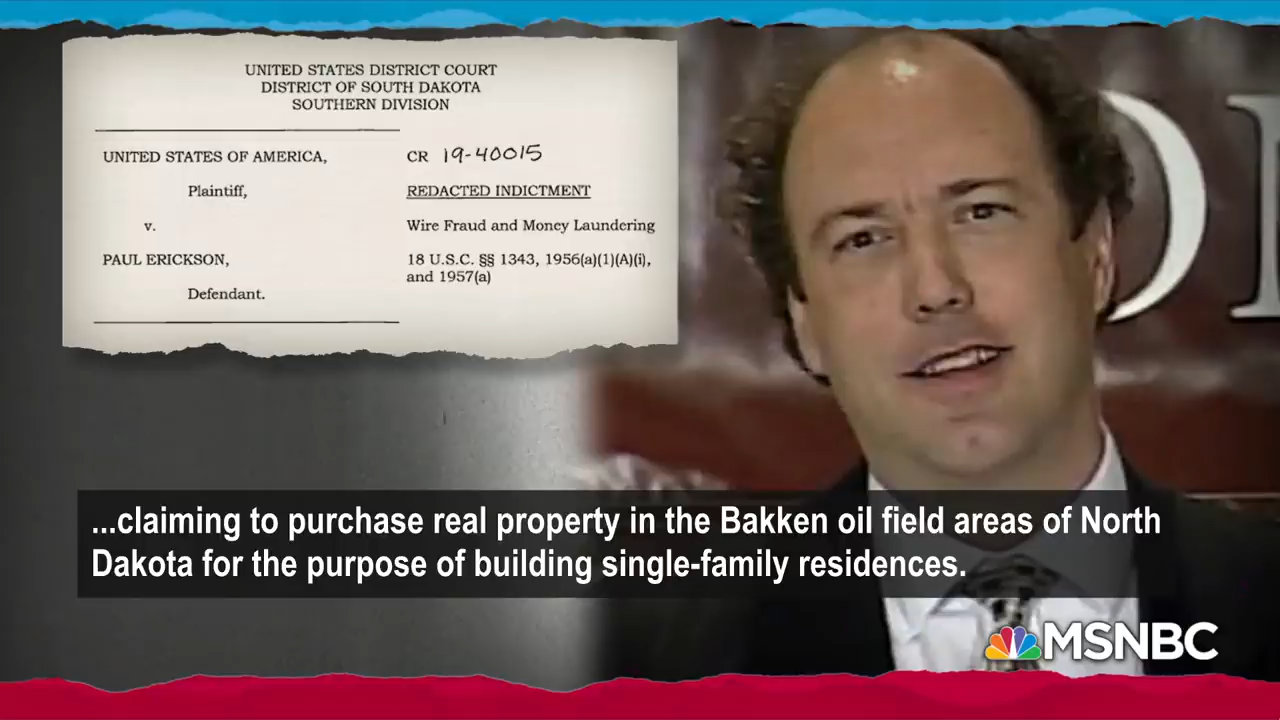 UNITED STATES DISTRICT COURT
DISTRICT OF SOUTH DAKOTA
SOUTHERN DIVISION
UNITED STATES OF AMERICA,
Plaintiff,
v.
PAUL ERICKSON,
Defendant.
CR 19-40015
REDACTED INDICTMENT
Wire Fraud and Money Laundering
18 U.S.C. §§ 1343, 1956(a)(1)(A)(i),
and 1957(a)
...claiming to purchase real property in the Bakken oil field areas of North
Dakota for the purpose of building single-family residences.
MSNBC